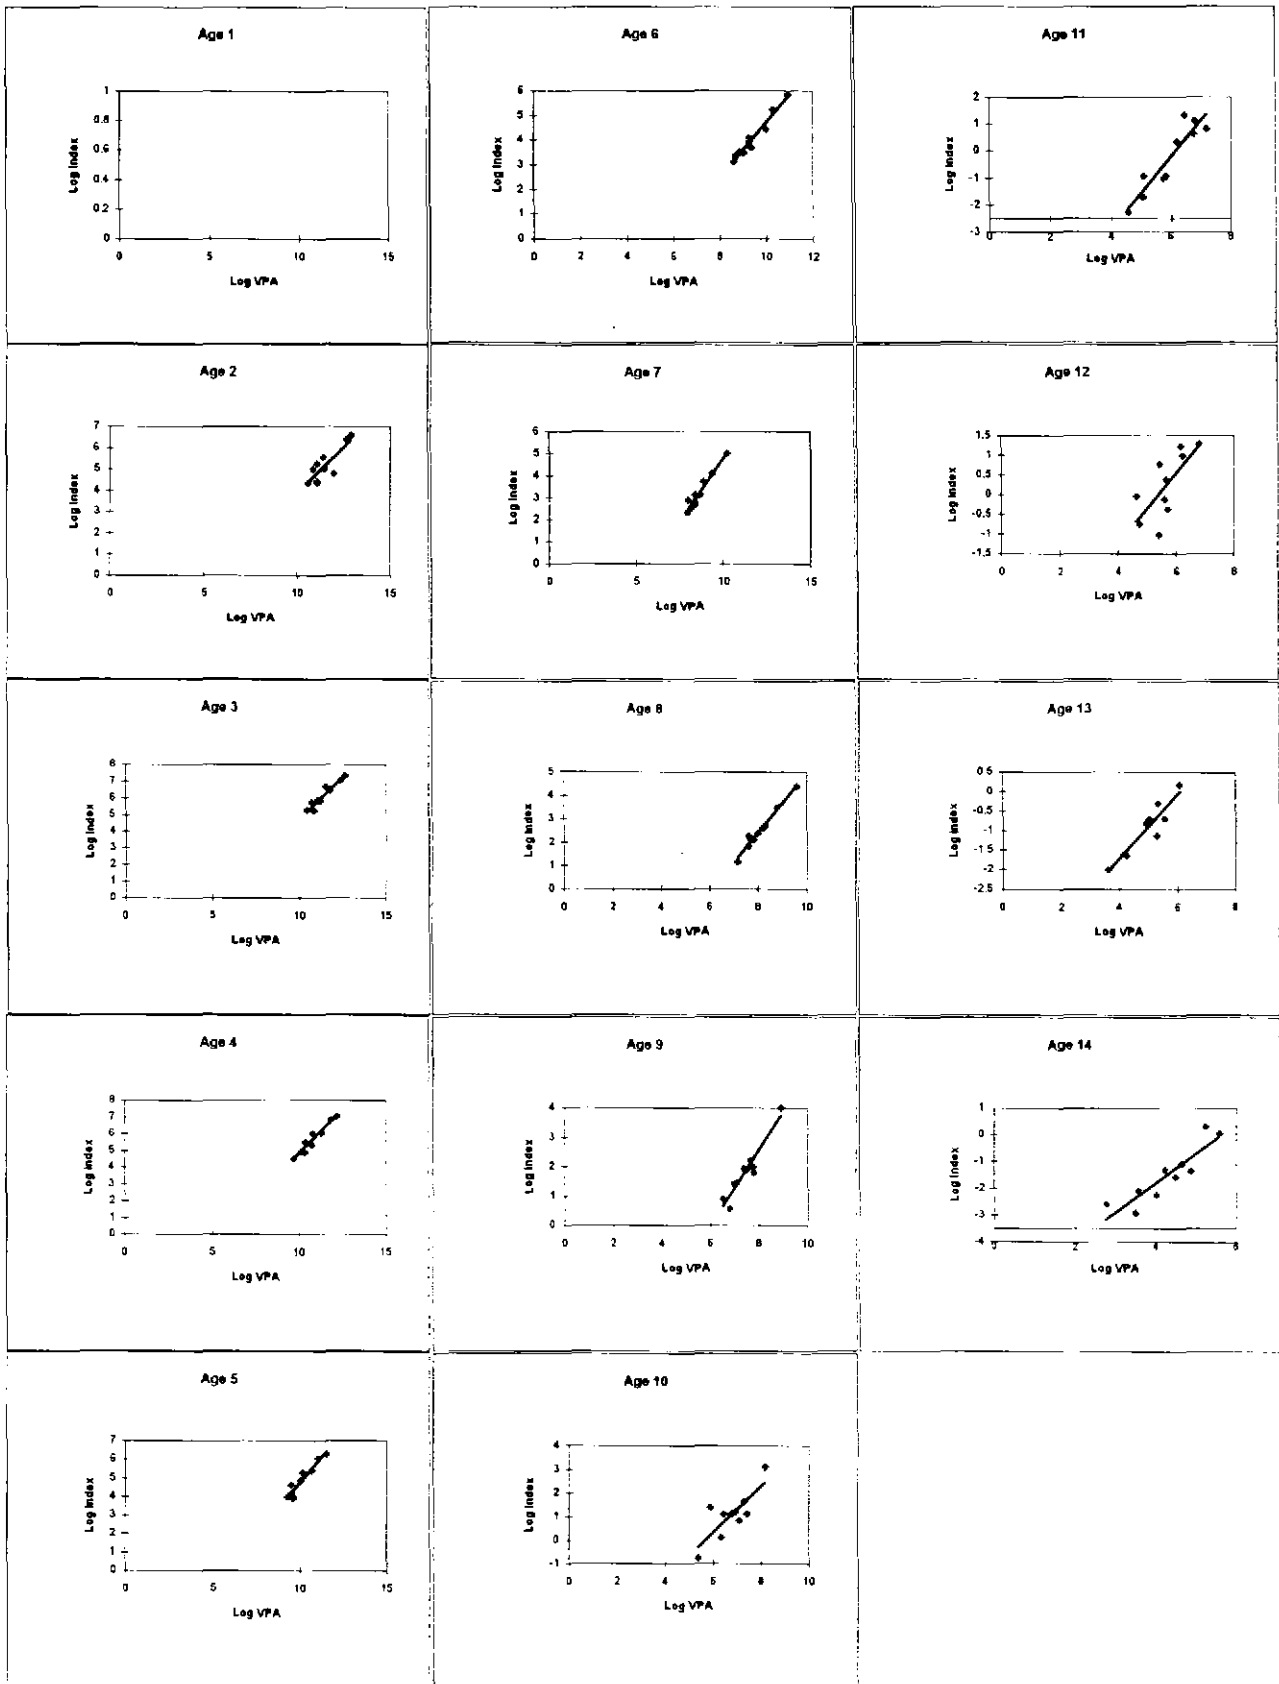 Age 1
1
0.8
0.6
0.4
0.2
0
Log Index
0 5 10 15
Log VPA
Age 2
7
6
5
4
3
2
1
0
Log Index
0 5 10 15
Log VPA
Age 3
8
7
6
5
4
3
2
1
0
Log Index
0 5 10 15
Log VPA
Age 4
8
7
6
5
4
3
2
1
0
Log Index
0 5 10 15
Log VPA
Age 5
7
6
5
4
3
2
1
0
Log Index
0 5 10 15
Log VPA
Age 6
6
5
4
3
2
1
0
Log Index
0 2 4 6 8 10 12
Log VPA
Age 7
6
5
4
3
2
1
0
Log Index
0 5 10 15
Log VPA
Age 8
5
4
3
2
1
0
Log Index
0 2 4 6 8 10
Log VPA
Age 9
4
3
2
1
0
Log Index
0 2 4 6 8 10
Log VPA
Age 10
4
3
2
1
0
-1
Log Index
0 2 4 6 8 10
Log VPA
Age 11
2
1
0
-1
-2
-3
Log Index
0 2 4 6 8
Log VPA
Age 12
1.5
1
0.5
0
-0.5
-1
-1.5
Log Index
0 2 4 6 8
Log VPA
Age 13
0.5
0
-0.5
-1
-1.5
-2
-2.5
Log Index
0 2 4 6 8
Log VPA
Age 14
1
0
-1
-2
-3
-4
Log Index
0 2 4 6
Log VPA